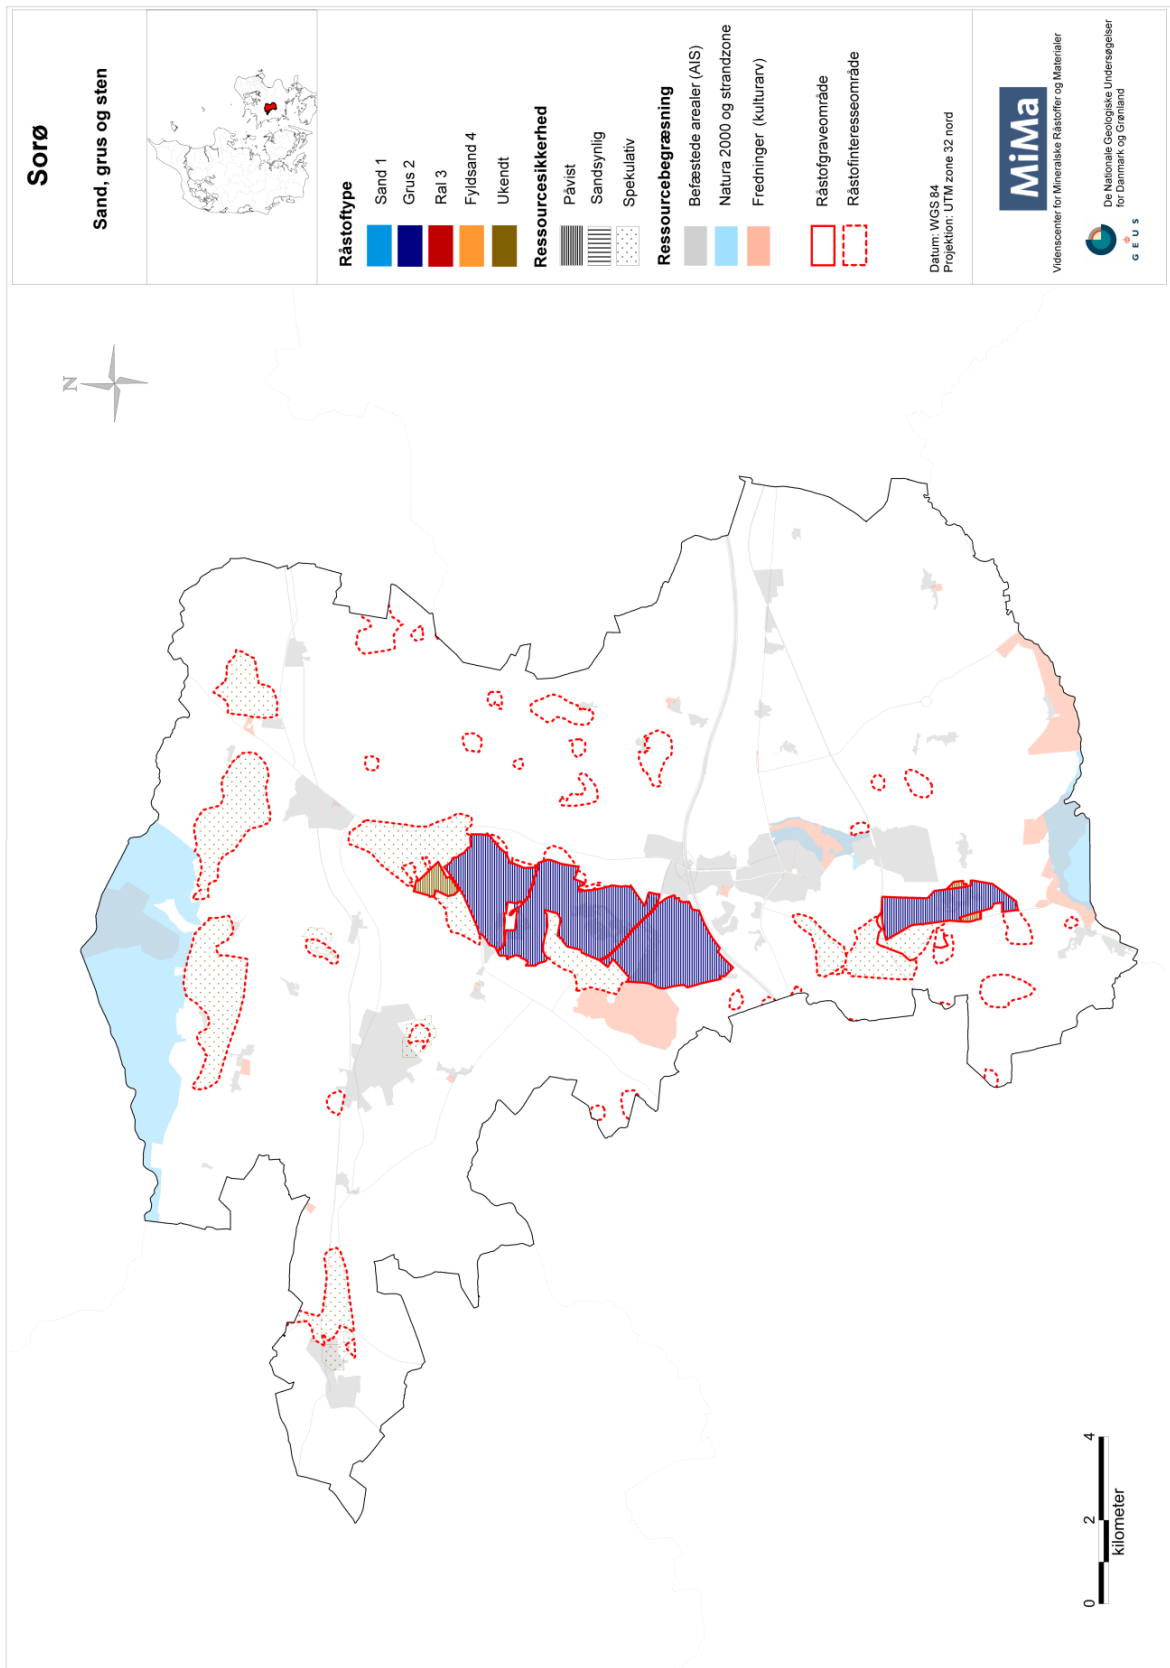 Sorø
Sand, grus og sten
Råstoftype
Sand 1
Grus 2
Ral 3
Fyldsand 4
Ukendt
Ressourcesikkerhed
Påvist
Sandsynlig
Spekulativ
Ressourcebegræsning
Befæstede arealer (AIS)
Natura 2000 og strandzone
Fredninger (kulturarv)
Råstofgraveområde
Råstofinteresseområde
Datum: WGS 84
Projektion: UTM zone 32 nord
MiMa
Videnscenter for Mineralske Råstoffer og Materialer
G E U S
De Nationale Geologiske Undersøgelser
for Danmark og Grønland
N
0 2 4
kilometer